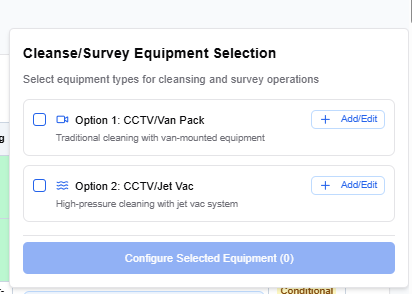 Cleanse/Survey Equipment Selection
Select equipment types for cleansing and survey operations
Option 1: CCTV/Van Pack
+ Add/Edit
Traditional cleaning with van-mounted equipment
Option 2: CCTV/Jet Vac
+ Add/Edit
High-pressure cleaning with jet vac system
Configure Selected Equipment (0)
Conditional